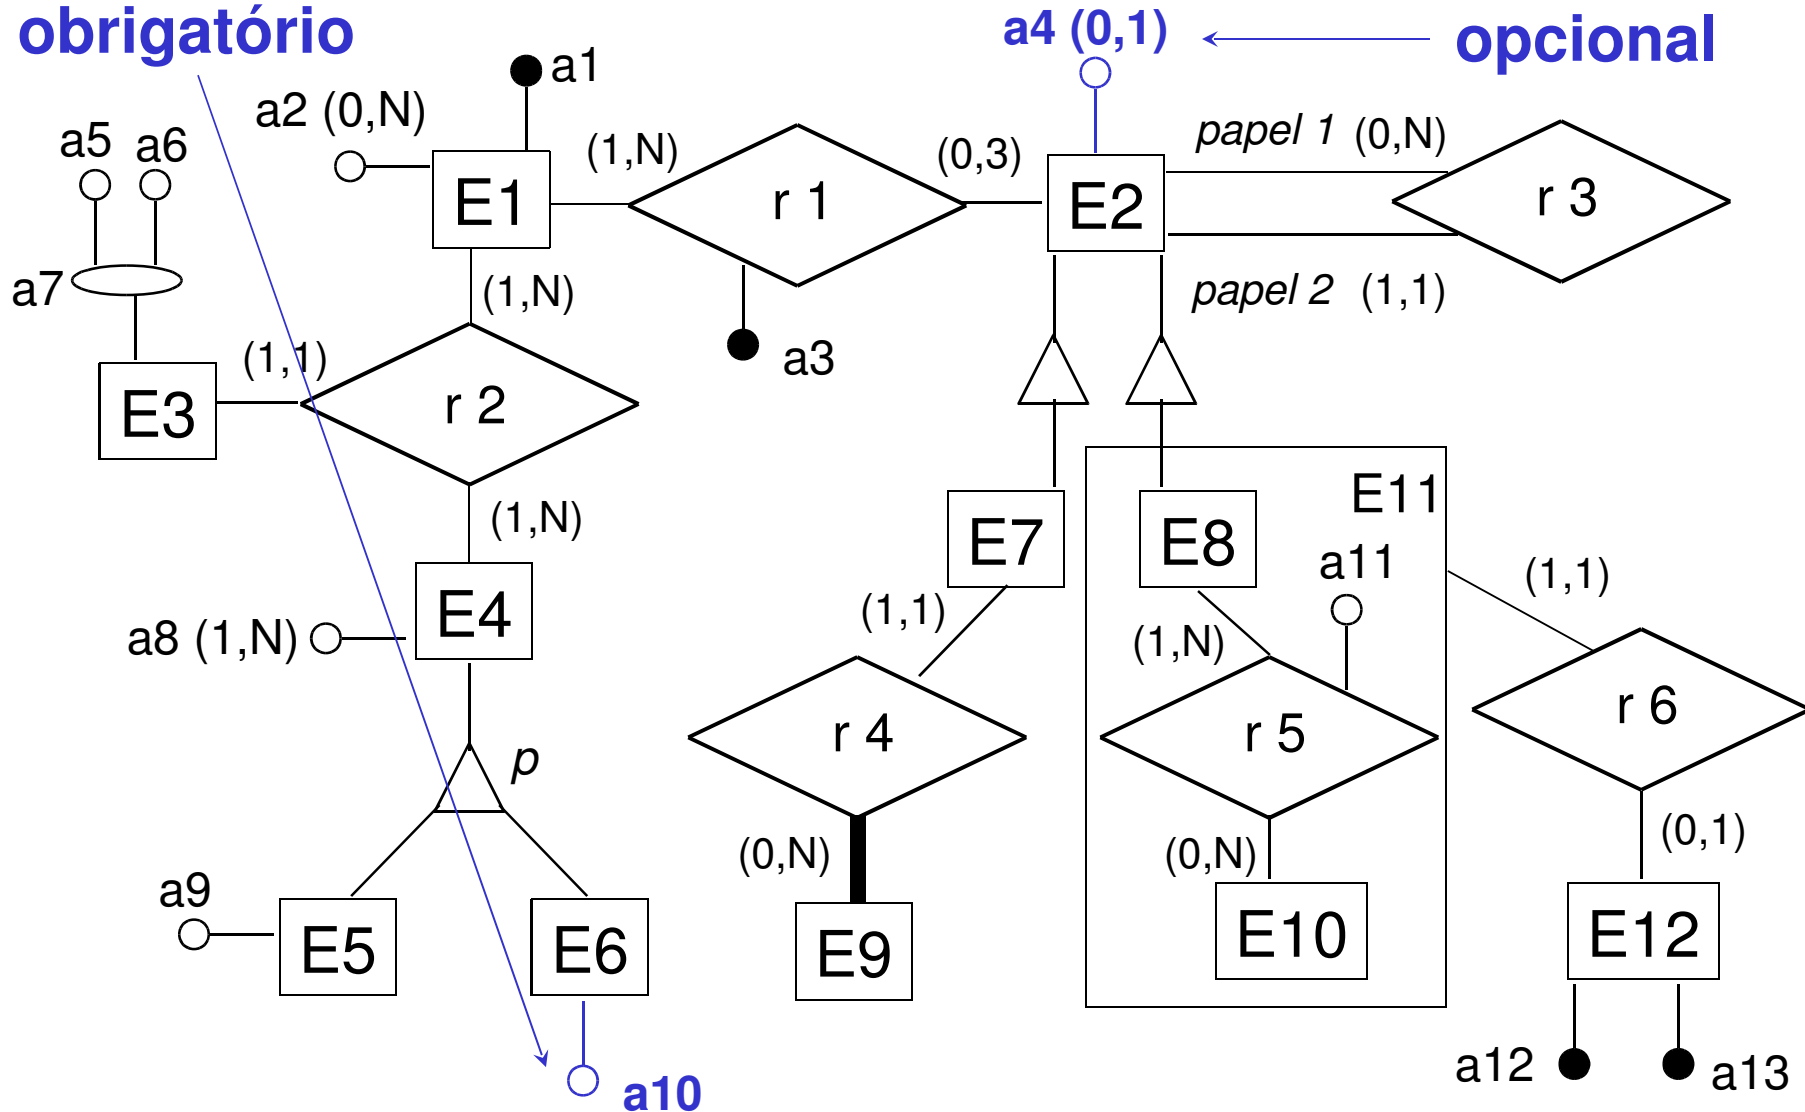 obrigatório
a4 (0,1)
opcional
a1
a2 (0,N)
a5
a6
(1,N)
(0,3)
papel 1 (0,N)
E1
r 1
E2
r 3
a7
(1,N)
papel 2 (1,1)
a3
(1,1)
E3
r 2
(1,N)
E11
E7
E8
a11
(1,1)
E4
a8 (1,N)
(1,1)
(1,N)
r 4
r 5
r 6
p
(0,N)
(0,N)
(0,1)
a9
E5
E6
E9
E10
E12
a10
a12
a13